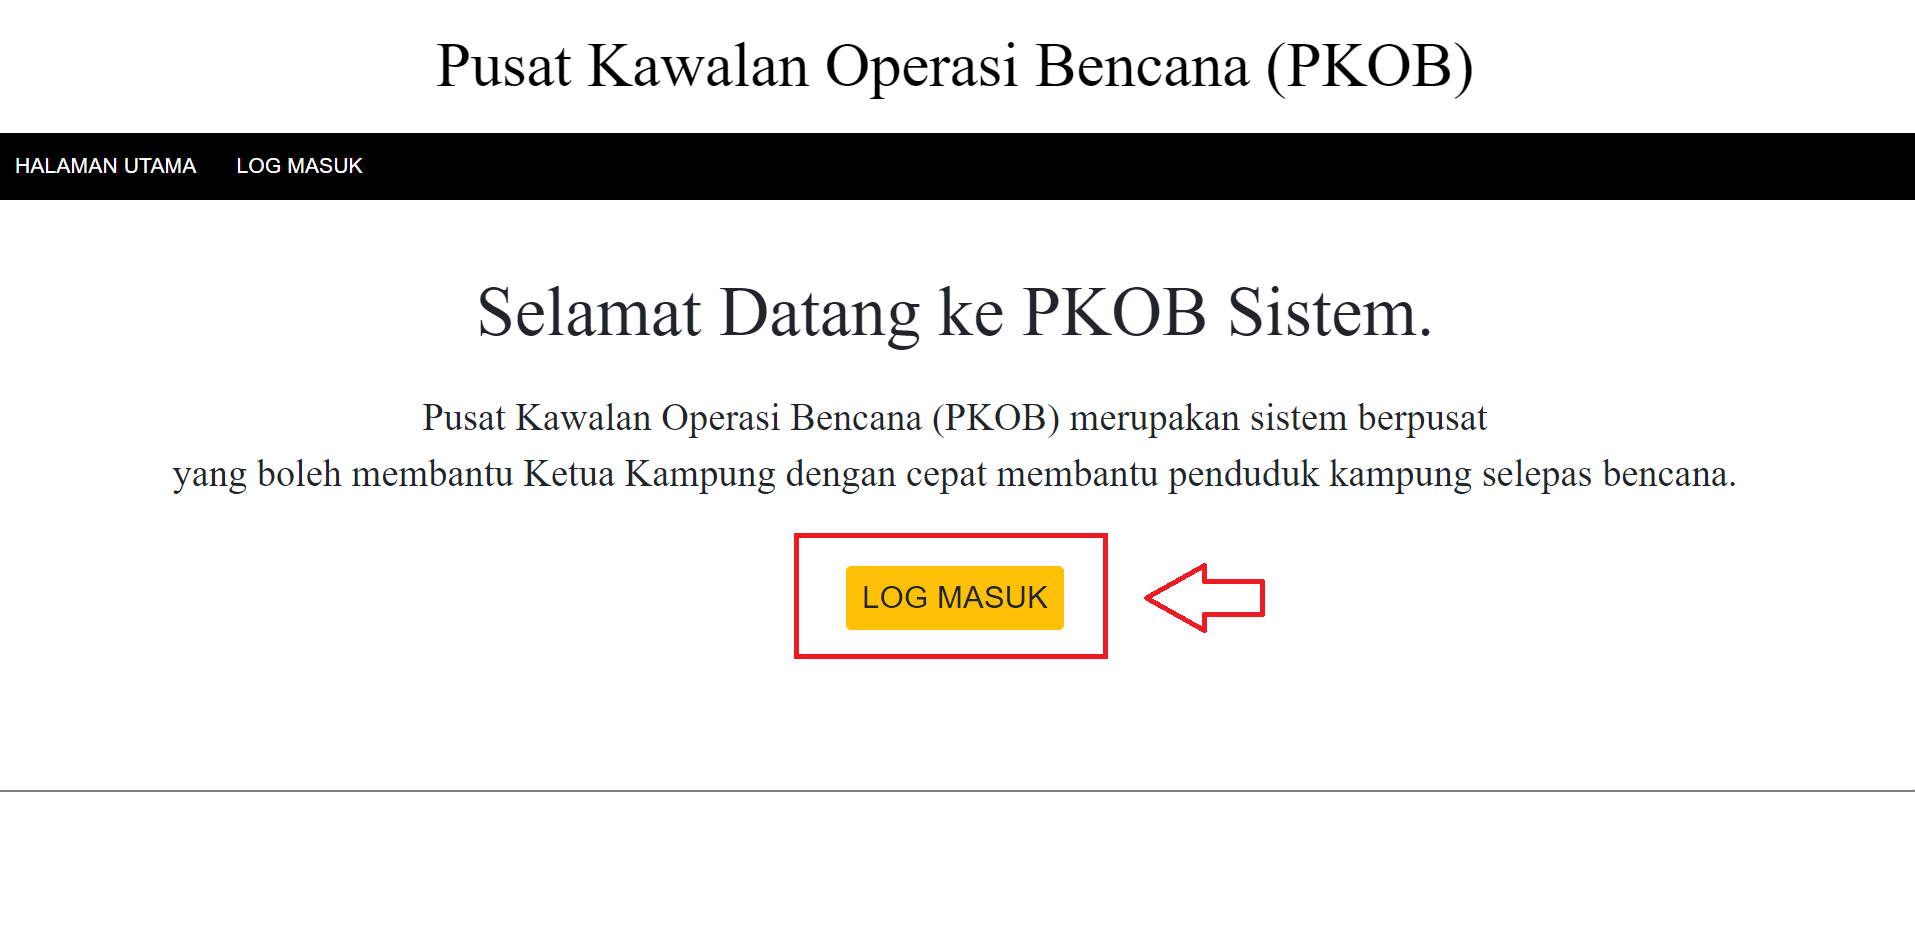 Pusat Kawalan Operasi Bencana (PKOB)
HALAMAN UTAMA LOG MASUK
Selamat Datang ke PKOB Sistem.
Pusat Kawalan Operasi Bencana (PKOB) merupakan sistem berpusat
yang boleh membantu Ketua Kampung dengan cepat membantu penduduk kampung selepas bencana.
LOG MASUK